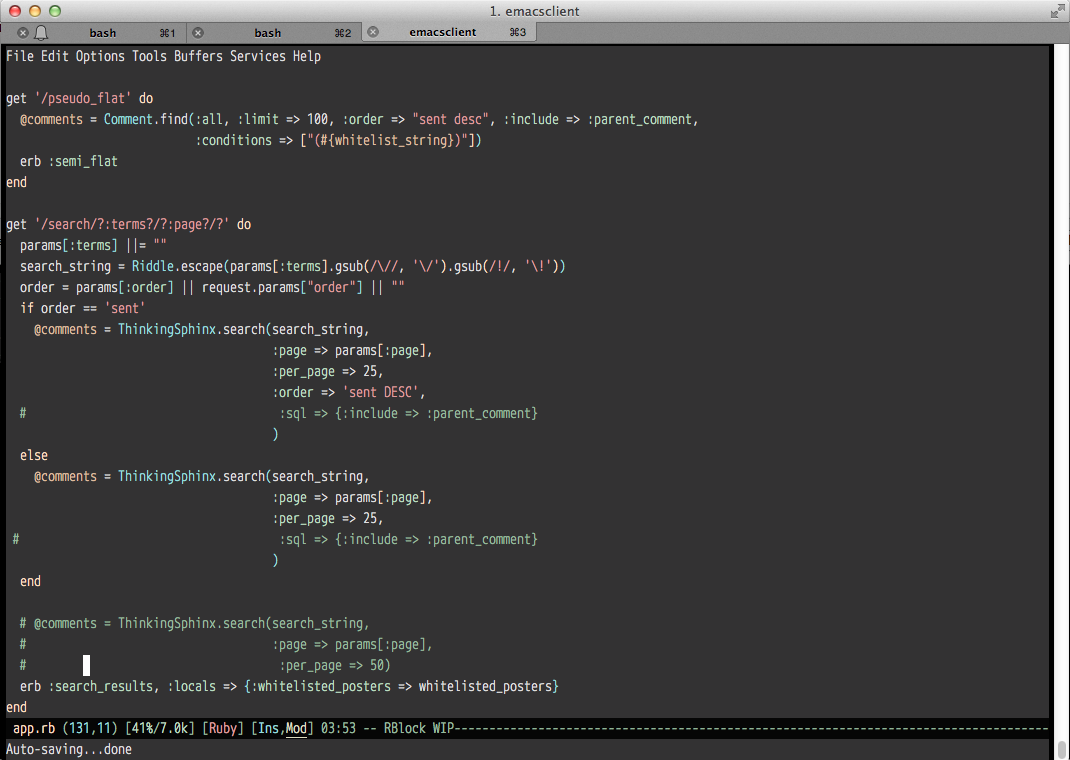 1. emacsclient
bash ⌘1 bash ⌘2 emacsclient ⌘3
File Edit Options Tools Buffers Services Help
get '/pseudo_flat' do
  @comments = Comment.find(:all, :limit => 100, :order => "sent desc", :include => :parent_comment,
                           :conditions => ["(#{whitelist_string})"])
  erb :semi_flat
end
get '/search/?:terms?/?:page?/?' do
  params[:terms] ||= ""
  search_string = Riddle.escape(params[:terms].gsub(/\//, '\/').gsub(/!/, '\!'))
  order = params[:order] || request.params["order"] || ""
  if order == 'sent'
    @comments = ThinkingSphinx.search(search_string,
                                      :page => params[:page],
                                      :per_page => 25,
                                      :order => 'sent DESC',
  #                                    :sql => {:include => :parent_comment}
                                      )
  else
    @comments = ThinkingSphinx.search(search_string,
                                      :page => params[:page],
                                      :per_page => 25,
 #                                     :sql => {:include => :parent_comment}
                                      )
  end
  # @comments = ThinkingSphinx.search(search_string,
  #                                   :page => params[:page],
  #                                    :per_page => 50)
  erb :search_results, :locals => {:whitelisted_posters => whitelisted_posters}
end
 app.rb (131,11) [41%/7.0k] [Ruby] [Ins,Mod] 03:53 -- RBlock WIP-------------------------------------------------------------------------------------
Auto-saving...done